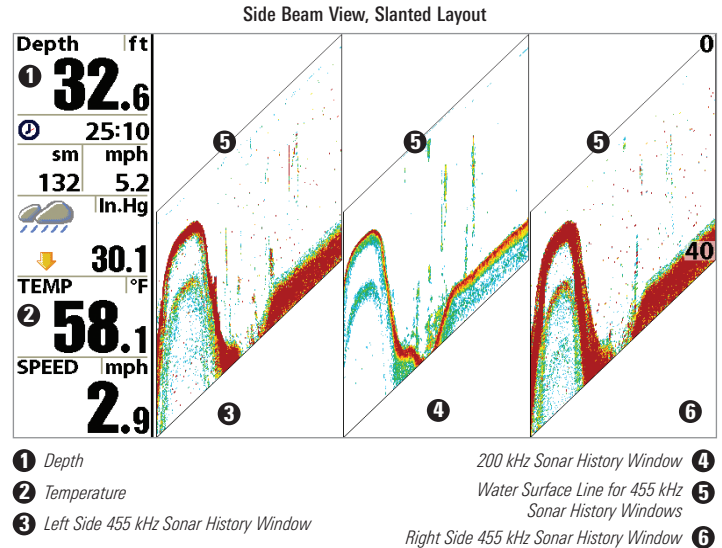 Side Beam View, Slanted Layout
Depth ft
1 32.6
25:10
sm mph
132 5.2
In.Hg
30.1
TEMP °F
2 58.1
SPEED mph
2.9
5 5 5
0
40
3 4 6
1 Depth
2 Temperature
3 Left Side 455 kHz Sonar History Window
200 kHz Sonar History Window 4
Water Surface Line for 455 kHz 5
Sonar History Windows
Right Side 455 kHz Sonar History Window 6